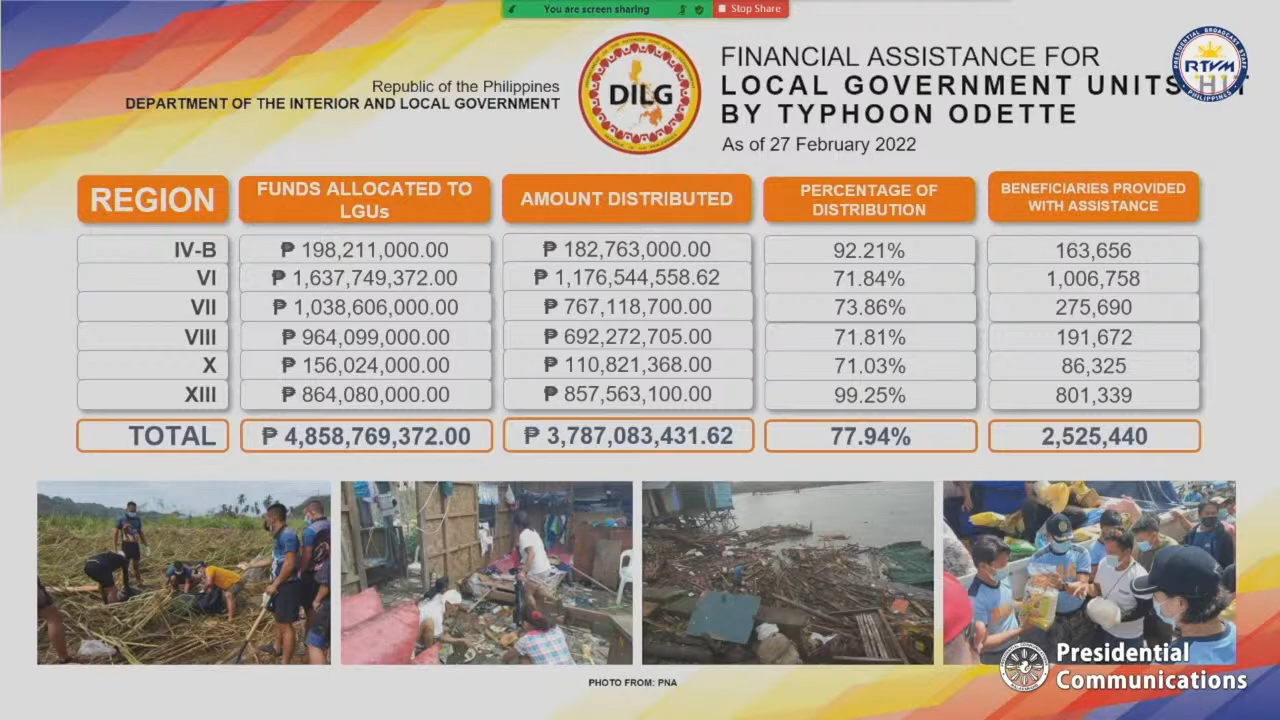 You are screen sharing
Stop Share
Republic of the Philippines
DEPARTMENT OF THE INTERIOR AND LOCAL GOVERNMENT
DILG
FINANCIAL ASSISTANCE FOR
LOCAL GOVERNMENT UNITS
BY TYPHOON ODETTE
As of 27 February 2022
PRESIDENTIAL BROADCAST STAFF
RTVM
PHILIPPINES
REGION
FUNDS ALLOCATED TO
LGUs
AMOUNT DISTRIBUTED
PERCENTAGE OF
DISTRIBUTION
BENEFICIARIES PROVIDED
WITH ASSISTANCE
IV-B ₱ 198,211,000.00 ₱ 182,763,000.00 92.21% 163,656
VI ₱ 1,637,749,372.00 ₱ 1,176,544,558.62 71.84% 1,006,758
VII ₱ 1,038,606,000.00 ₱ 767,118,700.00 73.86% 275,690
VIII ₱ 964,099,000.00 ₱ 692,272,705.00 71.81% 191,672
X ₱ 156,024,000.00 ₱ 110,821,368.00 71.03% 86,325
XIII ₱ 864,080,000.00 ₱ 857,563,100.00 99.25% 801,339
TOTAL ₱ 4,858,769,372.00 ₱ 3,787,083,431.62 77.94% 2,525,440
PHOTO FROM: PNA
Presidential
Communications